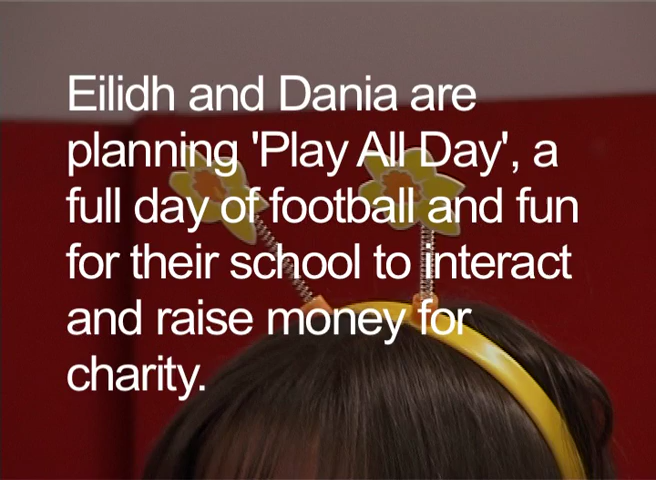 Eilidh and Dania are
planning 'Play All Day', a
full day of football and fun
for their school to interact
and raise money for
charity.